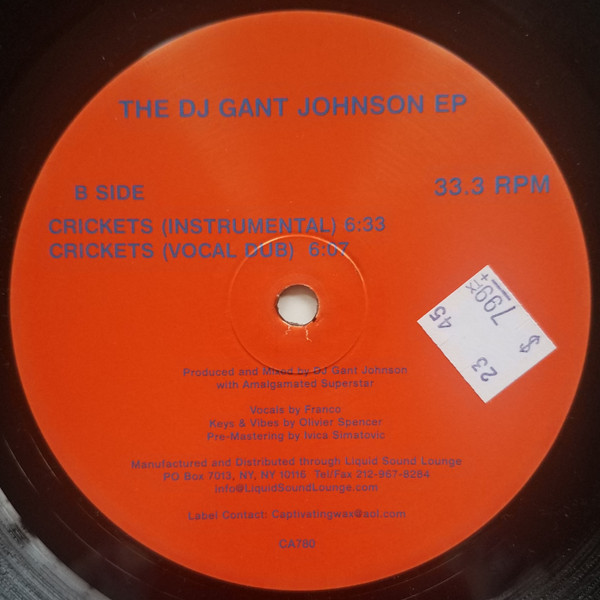 THE DJ GANT JOHNSON EP
B SIDE
33.3 RPM
CRICKETS (INSTRUMENTAL) 6:33
CRICKETS (VOCAL DUB) 6:07
$ 7.99
45
23
Produced and Mixed by DJ Gant Johnson
with Amalgamated Superstar
Vocals by Franco
Keys & Vibes by Olivier Spencer
Pre-Mastering by Ivica Simatovic
Manufactured and Distributed through Liquid Sound Lounge
PO Box 7013, NY, NY 10116 Tel/Fax 212-967-8264
info@LiquidSoundLounge.com
Label Contact: Captivatingwax@aol.com
CA780